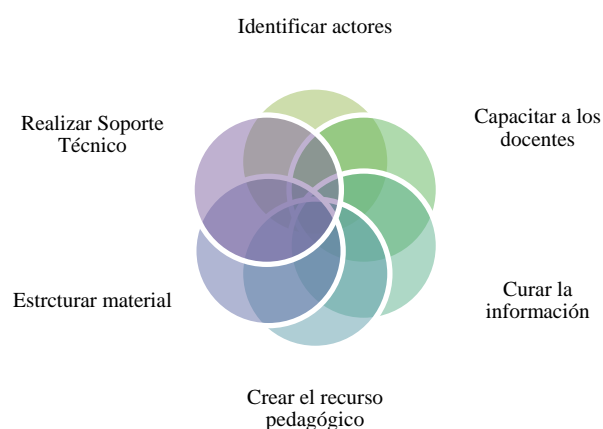 Identificar actores
Capacitar a los
docentes
Curar la
información
Crear el recurso
pedagógico
Estrcturar material
Realizar Soporte
Técnico